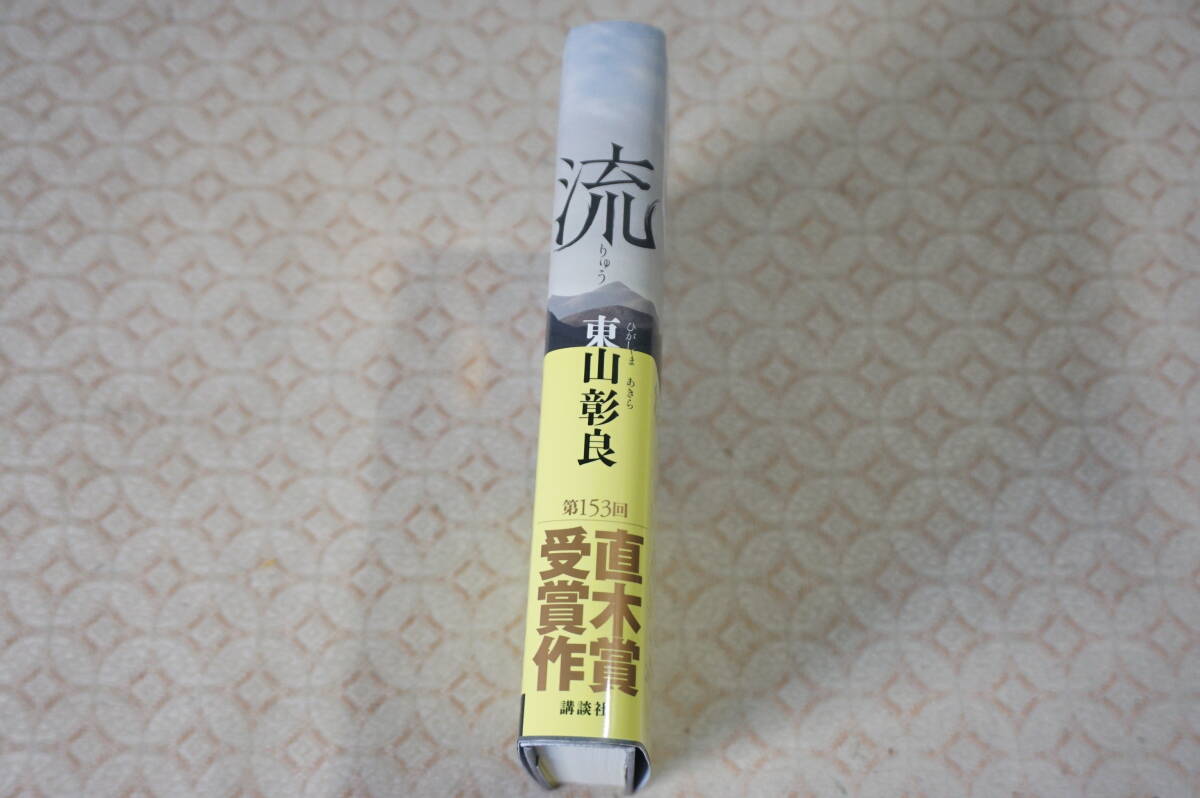 流
りゅう
東山彰良
ひがしやま あきら
第153回
直木賞
受賞作
講談社